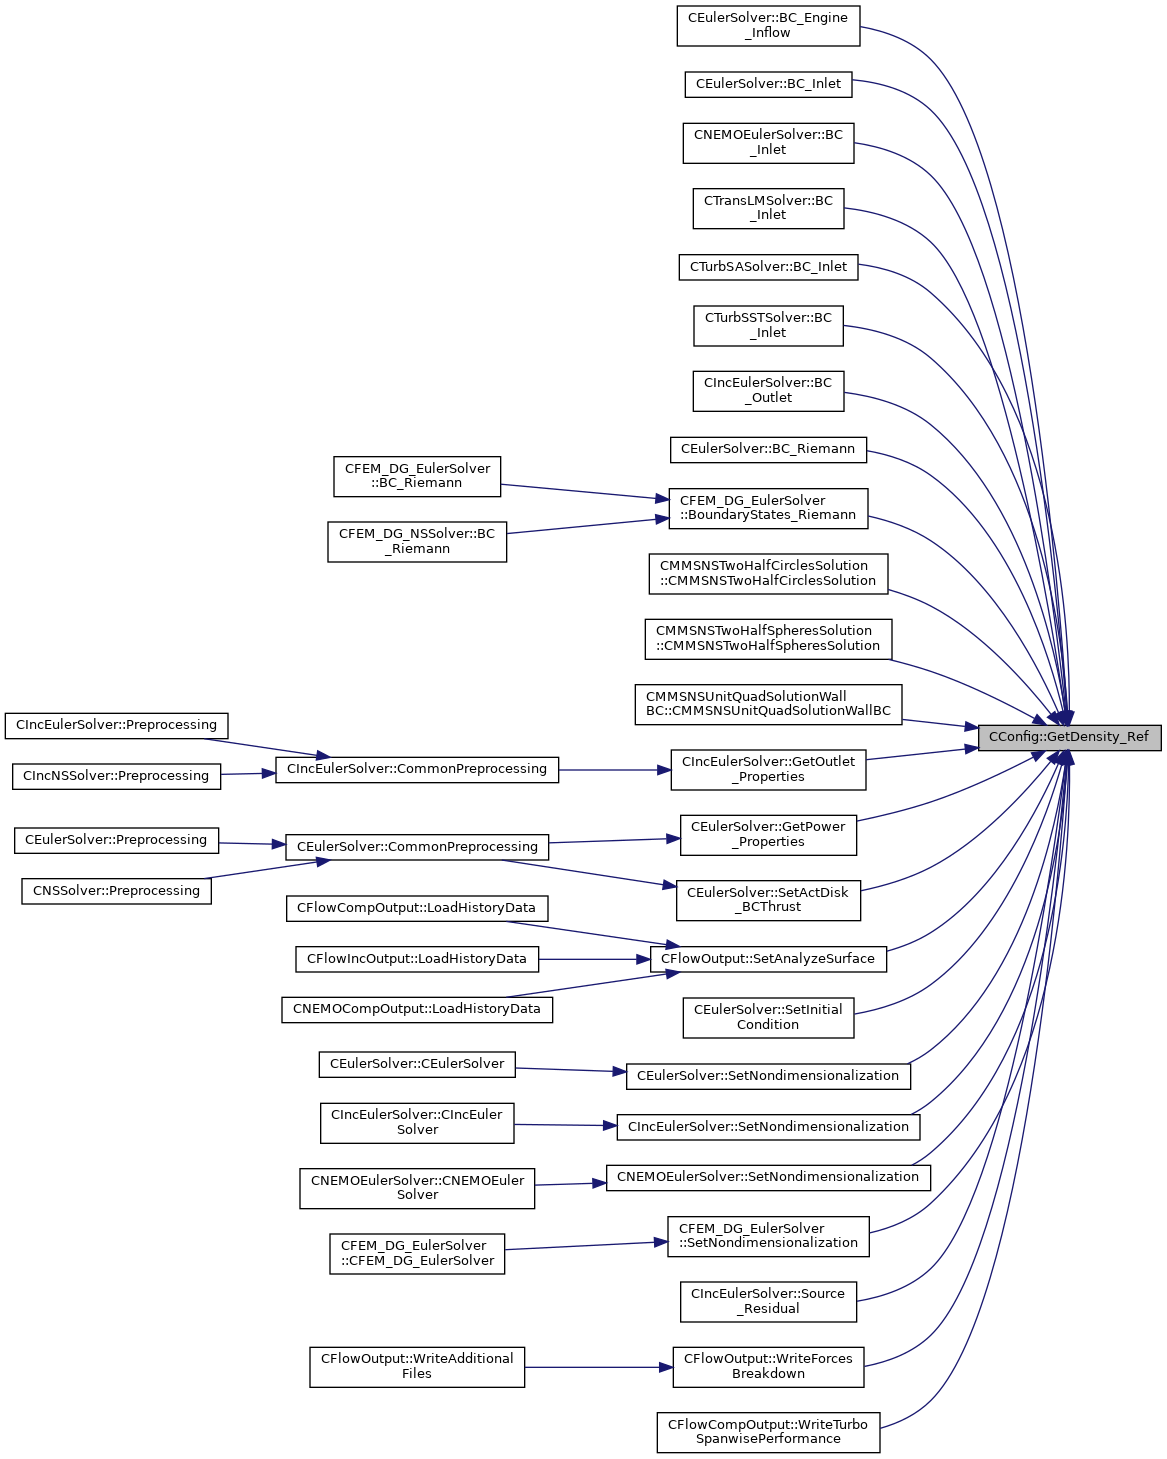 CEulerSolver::BC_Engine
_Inflow
CEulerSolver::BC_Inlet
CNEMOEulerSolver::BC
_Inlet
CTransLMSolver::BC
_Inlet
CTurbSASolver::BC_Inlet
CTurbSSTSolver::BC
_Inlet
CIncEulerSolver::BC
_Outlet
CEulerSolver::BC_Riemann
CFEM_DG_EulerSolver
::BC_Riemann
CFEM_DG_EulerSolver
::BoundaryStates_Riemann
CFEM_DG_NSSolver::BC
_Riemann
CMMSNSTwoHalfCirclesSolution
::CMMSNSTwoHalfCirclesSolution
CMMSNSTwoHalfSpheresSolution
::CMMSNSTwoHalfSpheresSolution
CMMSNSUnitQuadSolutionWall
BC::CMMSNSUnitQuadSolutionWallBC
CIncEulerSolver::Preprocessing
CConfig::GetDensity_Ref
CIncNSSolver::Preprocessing
CIncEulerSolver::CommonPreprocessing
CIncEulerSolver::GetOutlet
_Properties
CEulerSolver::Preprocessing
CEulerSolver::CommonPreprocessing
CEulerSolver::GetPower
_Properties
CNSSolver::Preprocessing
CEulerSolver::SetActDisk
_BCThrust
CFlowCompOutput::LoadHistoryData
CFlowIncOutput::LoadHistoryData
CFlowOutput::SetAnalyzeSurface
CNEMOCompOutput::LoadHistoryData
CEulerSolver::SetInitial
Condition
CEulerSolver::CEulerSolver
CEulerSolver::SetNondimensionalization
CIncEulerSolver::CIncEuler
Solver
CIncEulerSolver::SetNondimensionalization
CNEMOEulerSolver::CNEMOEuler
Solver
CNEMOEulerSolver::SetNondimensionalization
CFEM_DG_EulerSolver
::CFEM_DG_EulerSolver
CFEM_DG_EulerSolver
::SetNondimensionalization
CIncEulerSolver::Source
_Residual
CFlowOutput::WriteAdditional
Files
CFlowOutput::WriteForces
Breakdown
CFlowCompOutput::WriteTurbo
SpanwisePerformance